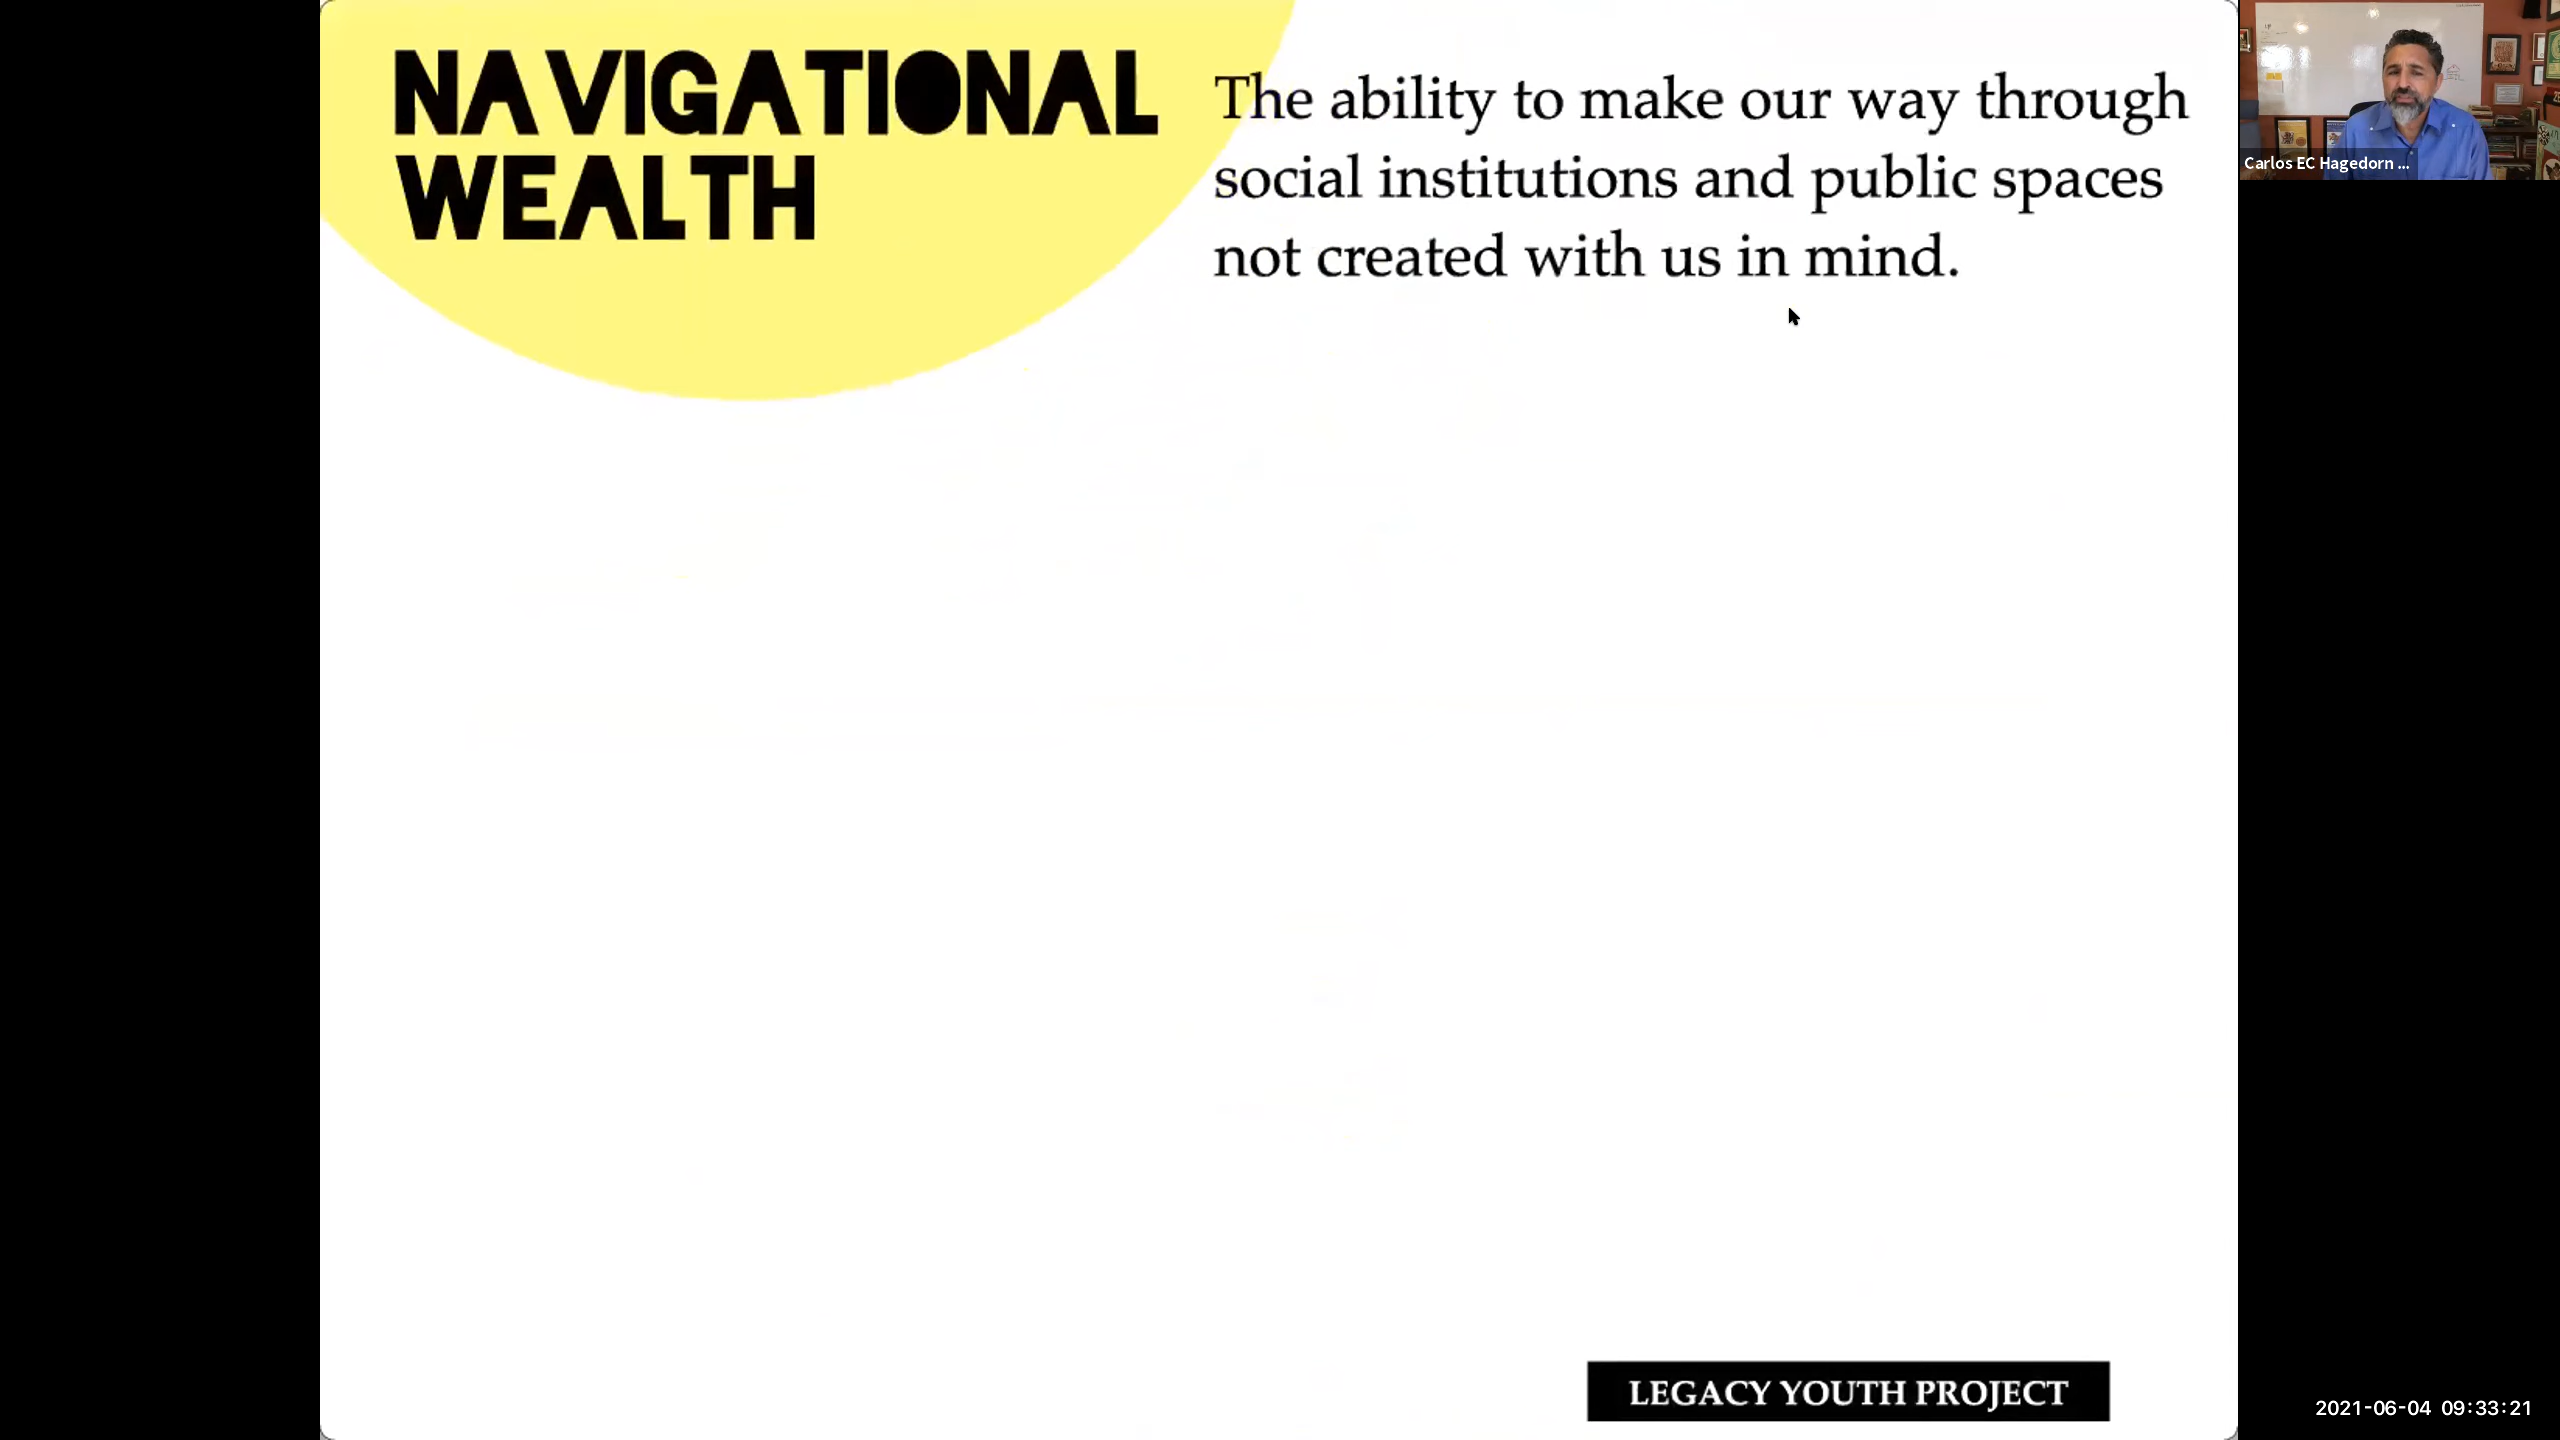 NAVIGATIONAL
WEALTH
The ability to make our way through
social institutions and public spaces
not created with us in mind.
Carlos EC Hagedorn ...
LEGACY YOUTH PROJECT
2021-06-04 09:33:21